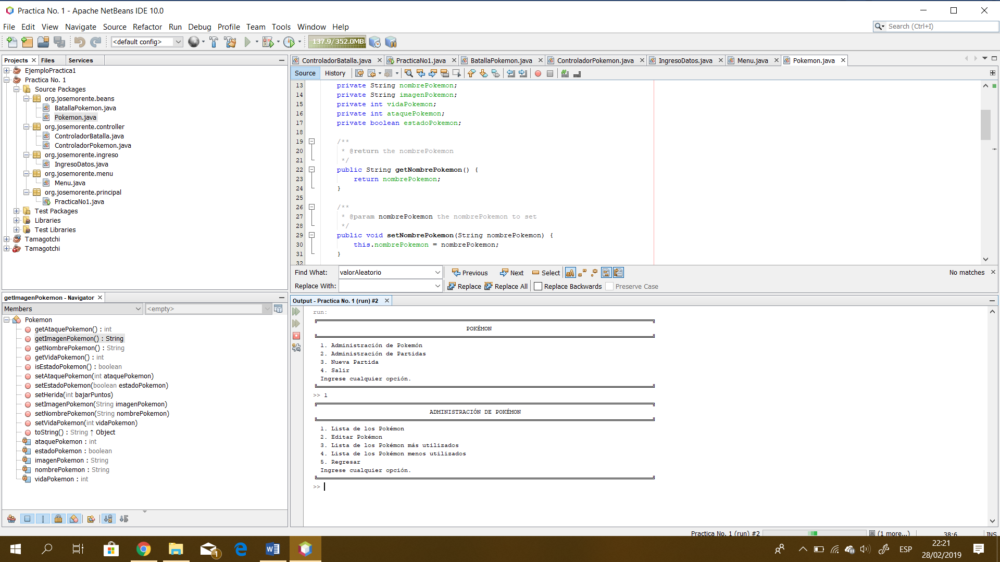 Practica No. 1 - Apache NetBeans IDE 10.0
File Edit View Navigate Source Refactor Run Debug Profile Team Tools Window Help
Search (Ctrl+I)
<default config>
137.9/352.0MB
Projects Files Services
EjemploPractica1
Practica No. 1
Source Packages
org.josemorente.beans
BatallaPokemon.java
Pokemon.java
org.josemorente.controller
ControladorBatalla.java
ControladorPokemon.java
org.josemorente.ingreso
IngresoDatos.java
org.josemorente.menu
Menu.java
org.josemorente.principal
PracticaNo1.java
Test Packages
Libraries
Test Libraries
Tamagotchi
Tamagotchi
getImagenPokemon - Navigator
Members
<empty>
Pokemon
getAtaquePokemon() : int
getImagenPokemon() : String
getNombrePokemon() : String
getVidaPokemon() : int
isEstadoPokemon() : boolean
setAtaquePokemon(int ataquePokemon)
setEstadoPokemon(boolean estadoPokemon)
setHerida(int bajarPuntos)
setImagenPokemon(String imagenPokemon)
setNombrePokemon(String nombrePokemon)
setVidaPokemon(int vidaPokemon)
toString() : String ↑ Object
ataquePokemon : int
estadoPokemon : boolean
imagenPokemon : String
nombrePokemon : String
vidaPokemon : int
ControladorBatalla.java PracticaNo1.java BatallaPokemon.java ControladorPokemon.java IngresoDatos.java Menu.java Pokemon.java
Source History
13 private String nombrePokemon;
14 private String imagenPokemon;
15 private int vidaPokemon;
16 private int ataquePokemon;
17 private boolean estadoPokemon;
18
19 /**
20 * @return the nombrePokemon
21 */
22 public String getNombrePokemon() {
23 return nombrePokemon;
24 }
25
26 /**
27 * @param nombrePokemon the nombrePokemon to set
28 */
29 public void setNombrePokemon(String nombrePokemon) {
30 this.nombrePokemon = nombrePokemon;
31 }
32
Find What: valorAleatorio Previous Next Select aA No matches
Replace With: Replace Replace All Replace Backwards Preserve Case
Output - Practica No. 1 (run) #2
run:
POKÉMON
1. Administración de Pokemón
2. Administración de Partidas
3. Nueva Partida
4. Salir
Ingrese cualquier opción.
>> 1
ADMINISTRACIÓN DE POKÉMON
1. Lista de los Pokémon
2. Editar Pokémon
3. Lista de los Pokémon más utilizados
4. Lista de los Pokémon menos utilizados
5. Regresar
Ingrese cualquier opción.
>>
Practica No. 1 (run) #2 (1 more...) 38:6 INS
1
ESP
22:21
28/02/2019